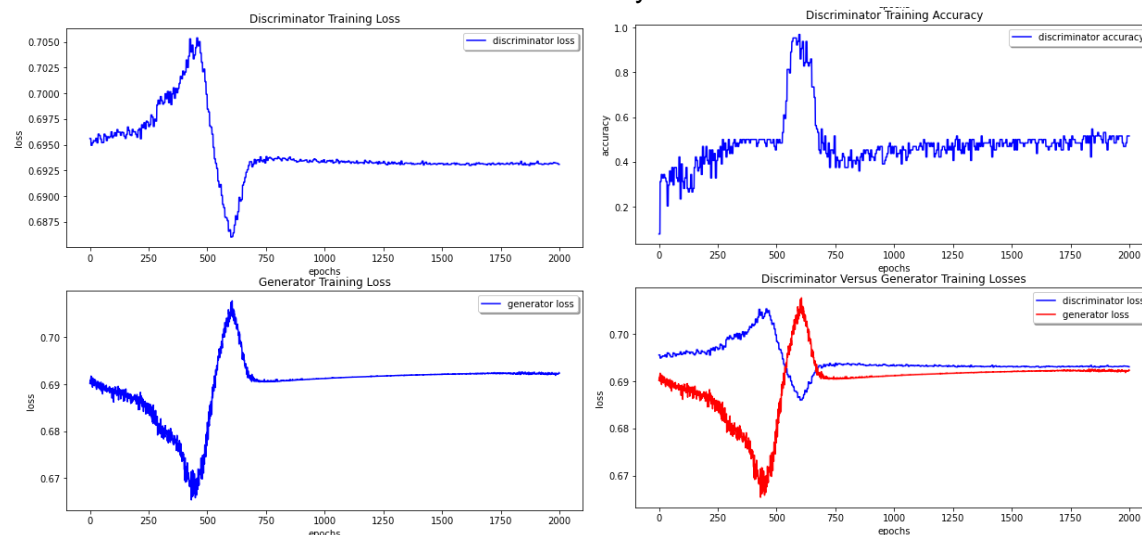 Discriminator Training Loss
discriminator loss
loss
0.7050
0.7025
0.7000
0.6975
0.6950
0.6925
0.6900
0.6875
0 250 500 750 1000 1250 1500 1750 2000
epochs
Discriminator Training Accuracy
discriminator accuracy
accuracy
1.0
0.8
0.6
0.4
0.2
0 250 500 750 1000 1250 1500 1750 2000
epochs
Generator Training Loss
generator loss
loss
0.70
0.69
0.68
0.67
0 250 500 750 1000 1250 1500 1750 2000
epochs
Discriminator Versus Generator Training Losses
discriminator loss
generator loss
loss
0.70
0.69
0.68
0.67
0 250 500 750 1000 1250 1500 1750 2000
epochs